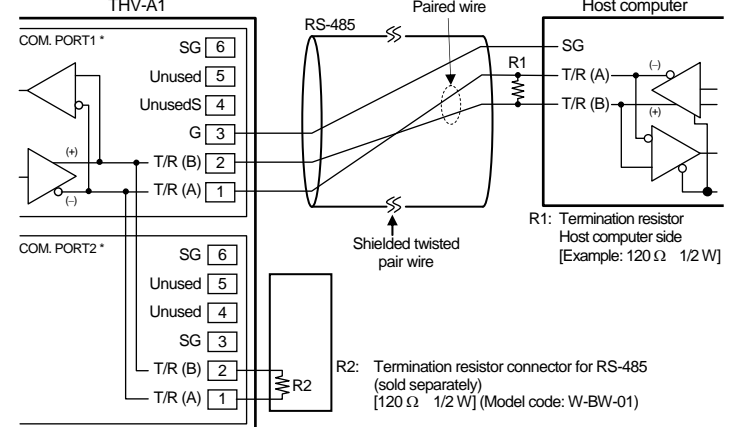 THV-A1
Paired wire
Host computer
RS-485
COM. PORT1 *
SG 6
Unused 5
UnusedS 4
G 3
T/R (B) 2
T/R (A) 1
(+)
(–)
R1
SG
T/R (A)
T/R (B)
(–)
(+)
Shielded twisted
pair wire
R1: Termination resistor
Host computer side
[Example: 120 Ω 1/2 W]
COM. PORT2 *
SG 6
Unused 5
Unused 4
SG 3
T/R (B) 2
T/R (A) 1
R2
R2: Termination resistor connector for RS-485
(sold separately)
[120 Ω 1/2 W] (Model code: W-BW-01)